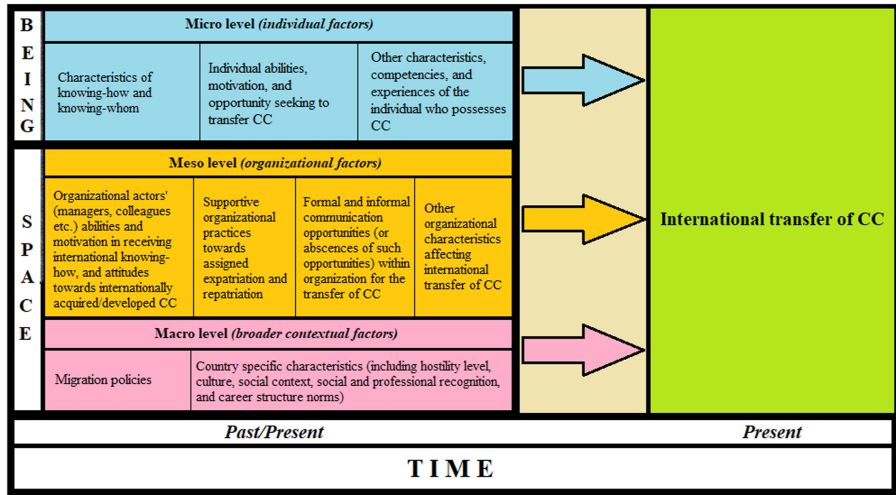 BEING
Micro level (individual factors)
Characteristics of
knowing-how and
knowing-whom
Individual abilities,
motivation, and
opportunity seeking to
transfer CC
Other characteristics,
competencies, and
experiences of the
individual who possesses
CC
SPACE
Meso level (organizational factors)
Organizational actors'
(managers, colleagues
etc.) abilities and
motivation in receiving
international knowing-
how, and attitudes
towards internationally
acquired/developed CC
Supportive
organizational
practices
towards
assigned
expatriation and
repatriation
Formal and informal
communication
opportunities (or
abscences of such
opportunities) within
organization for the
transfer of CC
Other
organizational
characteristics
affecting
international
transfer of CC
Macro level (broader contextual factors)
Migration policies
Country specific characteristics (including hostility level,
culture, social context, social and professional recognition,
and career structure norms)
International transfer of CC
Past/Present
Present
TIME